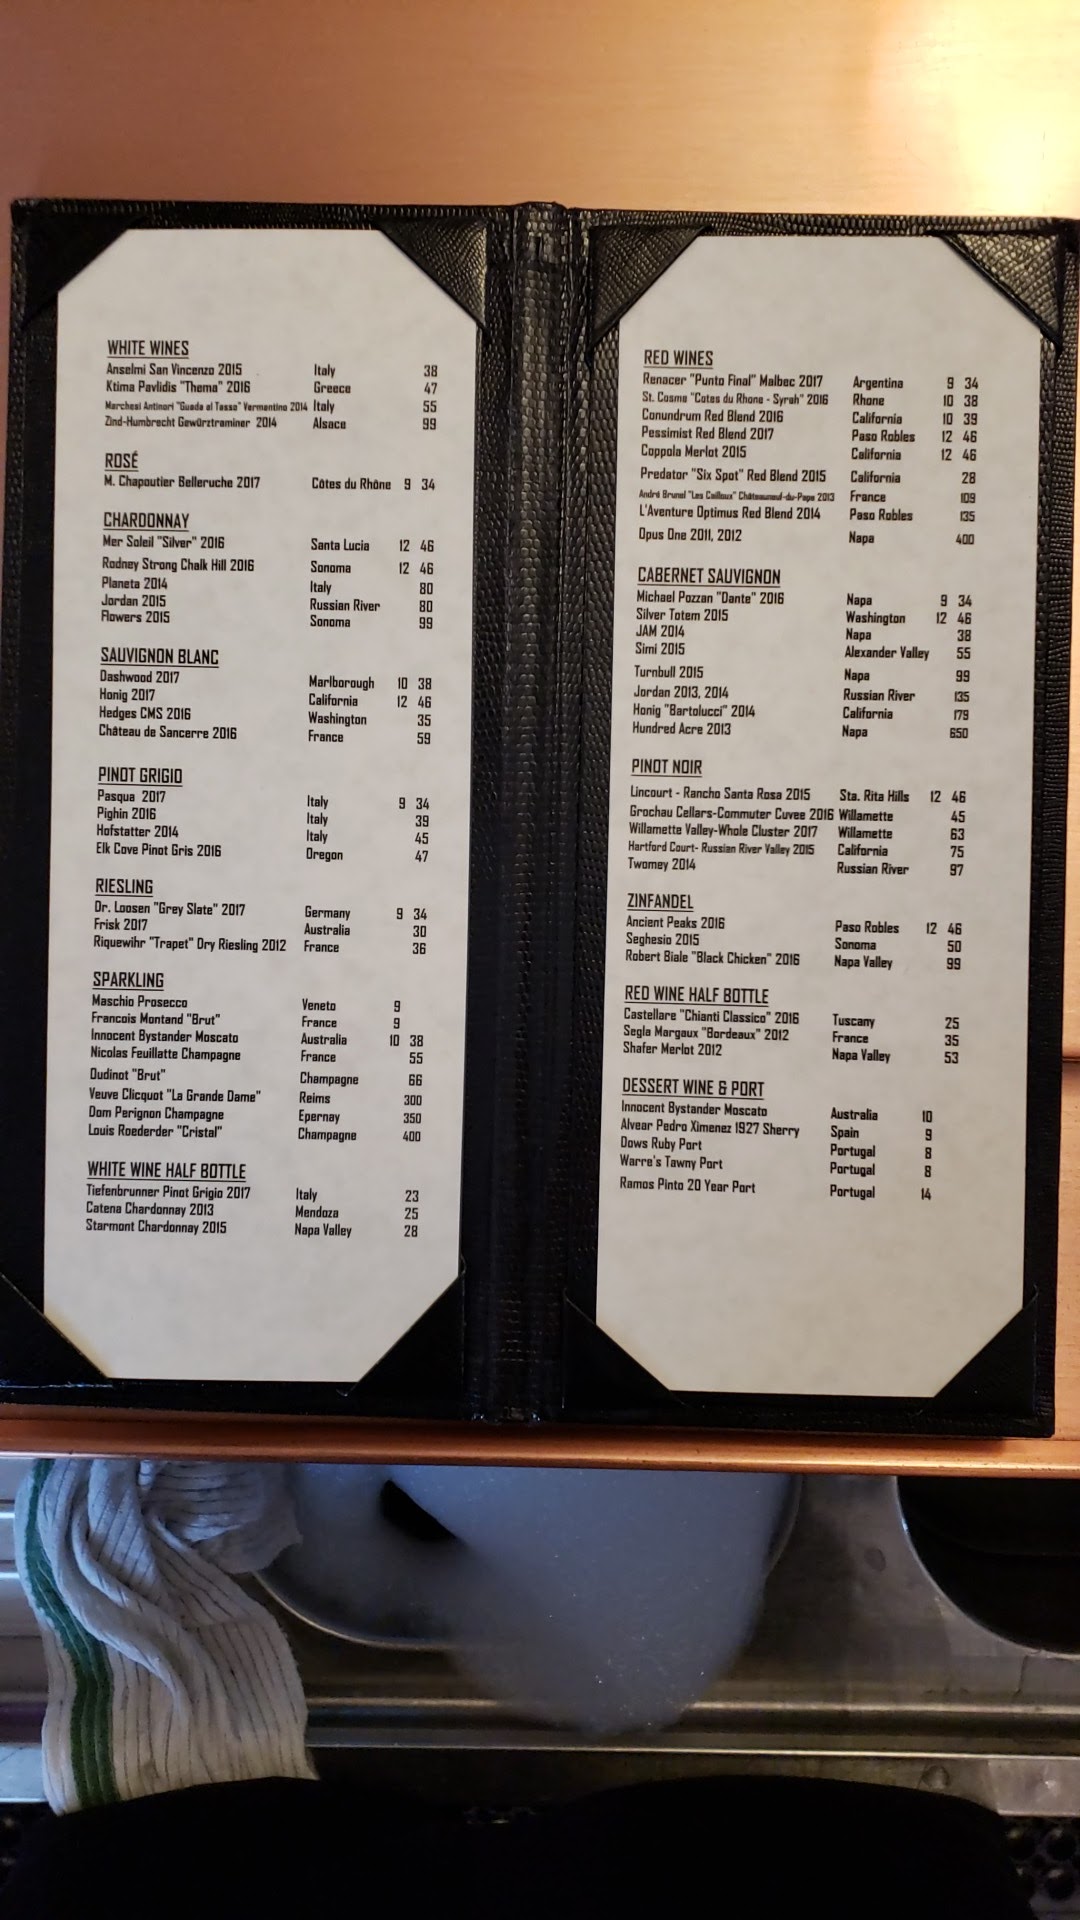 WHITE WINES
Anselmi San Vincenzo 2015 Italy 38
Ktima Pavlidis "Thema" 2016 Greece 47
Marchesi Antinori "Guada al Tasso" Vermentino 2014 Italy 55
Zind-Humbrecht Gewürztraminer 2014 Alsace 99
ROSÉ
M. Chapoutier Belleruche 2017 Côtes du Rhône 9 34
CHARDONNAY
Mer Soleil "Silver" 2016 Santa Lucia 12 46
Rodney Strong Chalk Hill 2016 Sonoma 12 46
Planeta 2014 Italy 80
Jordan 2015 Russian River 80
Flowers 2015 Sonoma 99
SAUVIGNON BLANC
Dashwood 2017 Marlborough 10 38
Honig 2017 California 12 46
Hedges CMS 2016 Washington 35
Château de Sancerre 2016 France 59
PINOT GRIGIO
Pasqua 2017 Italy 9 34
Pighin 2016 Italy 39
Hofstatter 2014 Italy 45
Elk Cove Pinot Gris 2016 Oregon 47
RIESLING
Dr. Loosen "Grey Slate" 2017 Germany 9 34
Frisk 2017 Australia 30
Riquewihr "Trapet" Dry Riesling 2012 France 36
SPARKLING
Maschio Prosecco Veneto 9
Francois Montand "Brut" France 9
Innocent Bystander Moscato Australia 10 38
Nicolas Feuillatte Champagne France 55
Oudinot "Brut" Champagne 66
Veuve Clicquot "La Grande Dame" Reims 300
Dom Perignon Champagne Epernay 350
Louis Roederder "Cristal" Champagne 400
WHITE WINE HALF BOTTLE
Tiefenbrunner Pinot Grigio 2017 Italy 23
Catena Chardonnay 2013 Mendoza 25
Starmont Chardonnay 2015 Napa Valley 28
RED WINES
Renacer "Punto Final" Malbec 2017 Argentina 9 34
St. Cosme "Cotes du Rhone - Syrah" 2016 Rhone 10 38
Conundrum Red Blend 2016 California 10 39
Pessimist Red Blend 2017 Paso Robles 12 46
Coppola Merlot 2015 California 12 46
Predator "Six Spot" Red Blend 2015 California 28
André Brunel "Les Cailloux" Châteauneuf-du-Pape 2013 France 109
L'Aventure Optimus Red Blend 2014 Paso Robles 135
Opus One 2011, 2012 Napa 400
CABERNET SAUVIGNON
Michael Pozzan "Dante" 2016 Napa 9 34
Silver Totem 2015 Washington 12 46
JAM 2014 Napa 38
Simi 2015 Alexander Valley 55
Turnbull 2015 Napa 99
Jordan 2013, 2014 Russian River 135
Honig "Bartolucci" 2014 California 179
Hundred Acre 2013 Napa 650
PINOT NOIR
Lincourt - Rancho Santa Rosa 2015 Sta. Rita Hills 12 46
Grochau Cellars-Commuter Cuvee 2016 Willamette 45
Willamette Valley-Whole Cluster 2017 Willamette 63
Hartford Court- Russian River Valley 2015 California 75
Twomey 2014 Russian River 97
ZINFANDEL
Ancient Peaks 2016 Paso Robles 12 46
Seghesio 2015 Sonoma 50
Robert Biale "Black Chicken" 2016 Napa Valley 99
RED WINE HALF BOTTLE
Castellare "Chianti Classico" 2016 Tuscany 25
Segla Margaux "Bordeaux" 2012 France 35
Shafer Merlot 2012 Napa Valley 53
DESSERT WINE & PORT
Innocent Bystander Moscato Australia 10
Alvear Pedro Ximenez 1927 Sherry Spain 9
Dows Ruby Port Portugal 8
Warre's Tawny Port Portugal 8
Ramos Pinto 20 Year Port Portugal 14